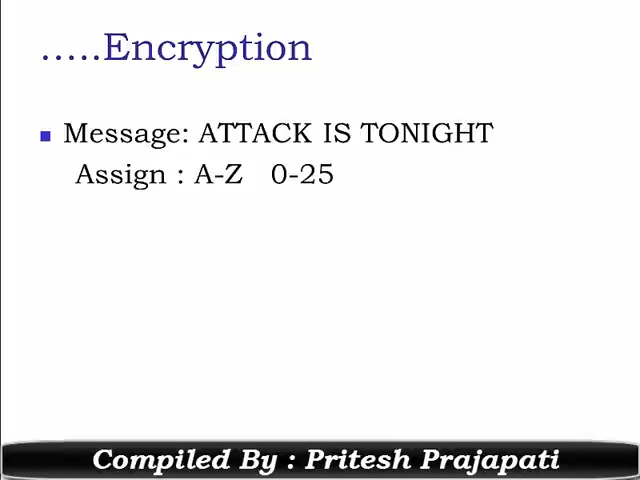 .....Encryption
Message: ATTACK IS TONIGHT
Assign : A-Z 0-25
Compiled By : Pritesh Prajapati